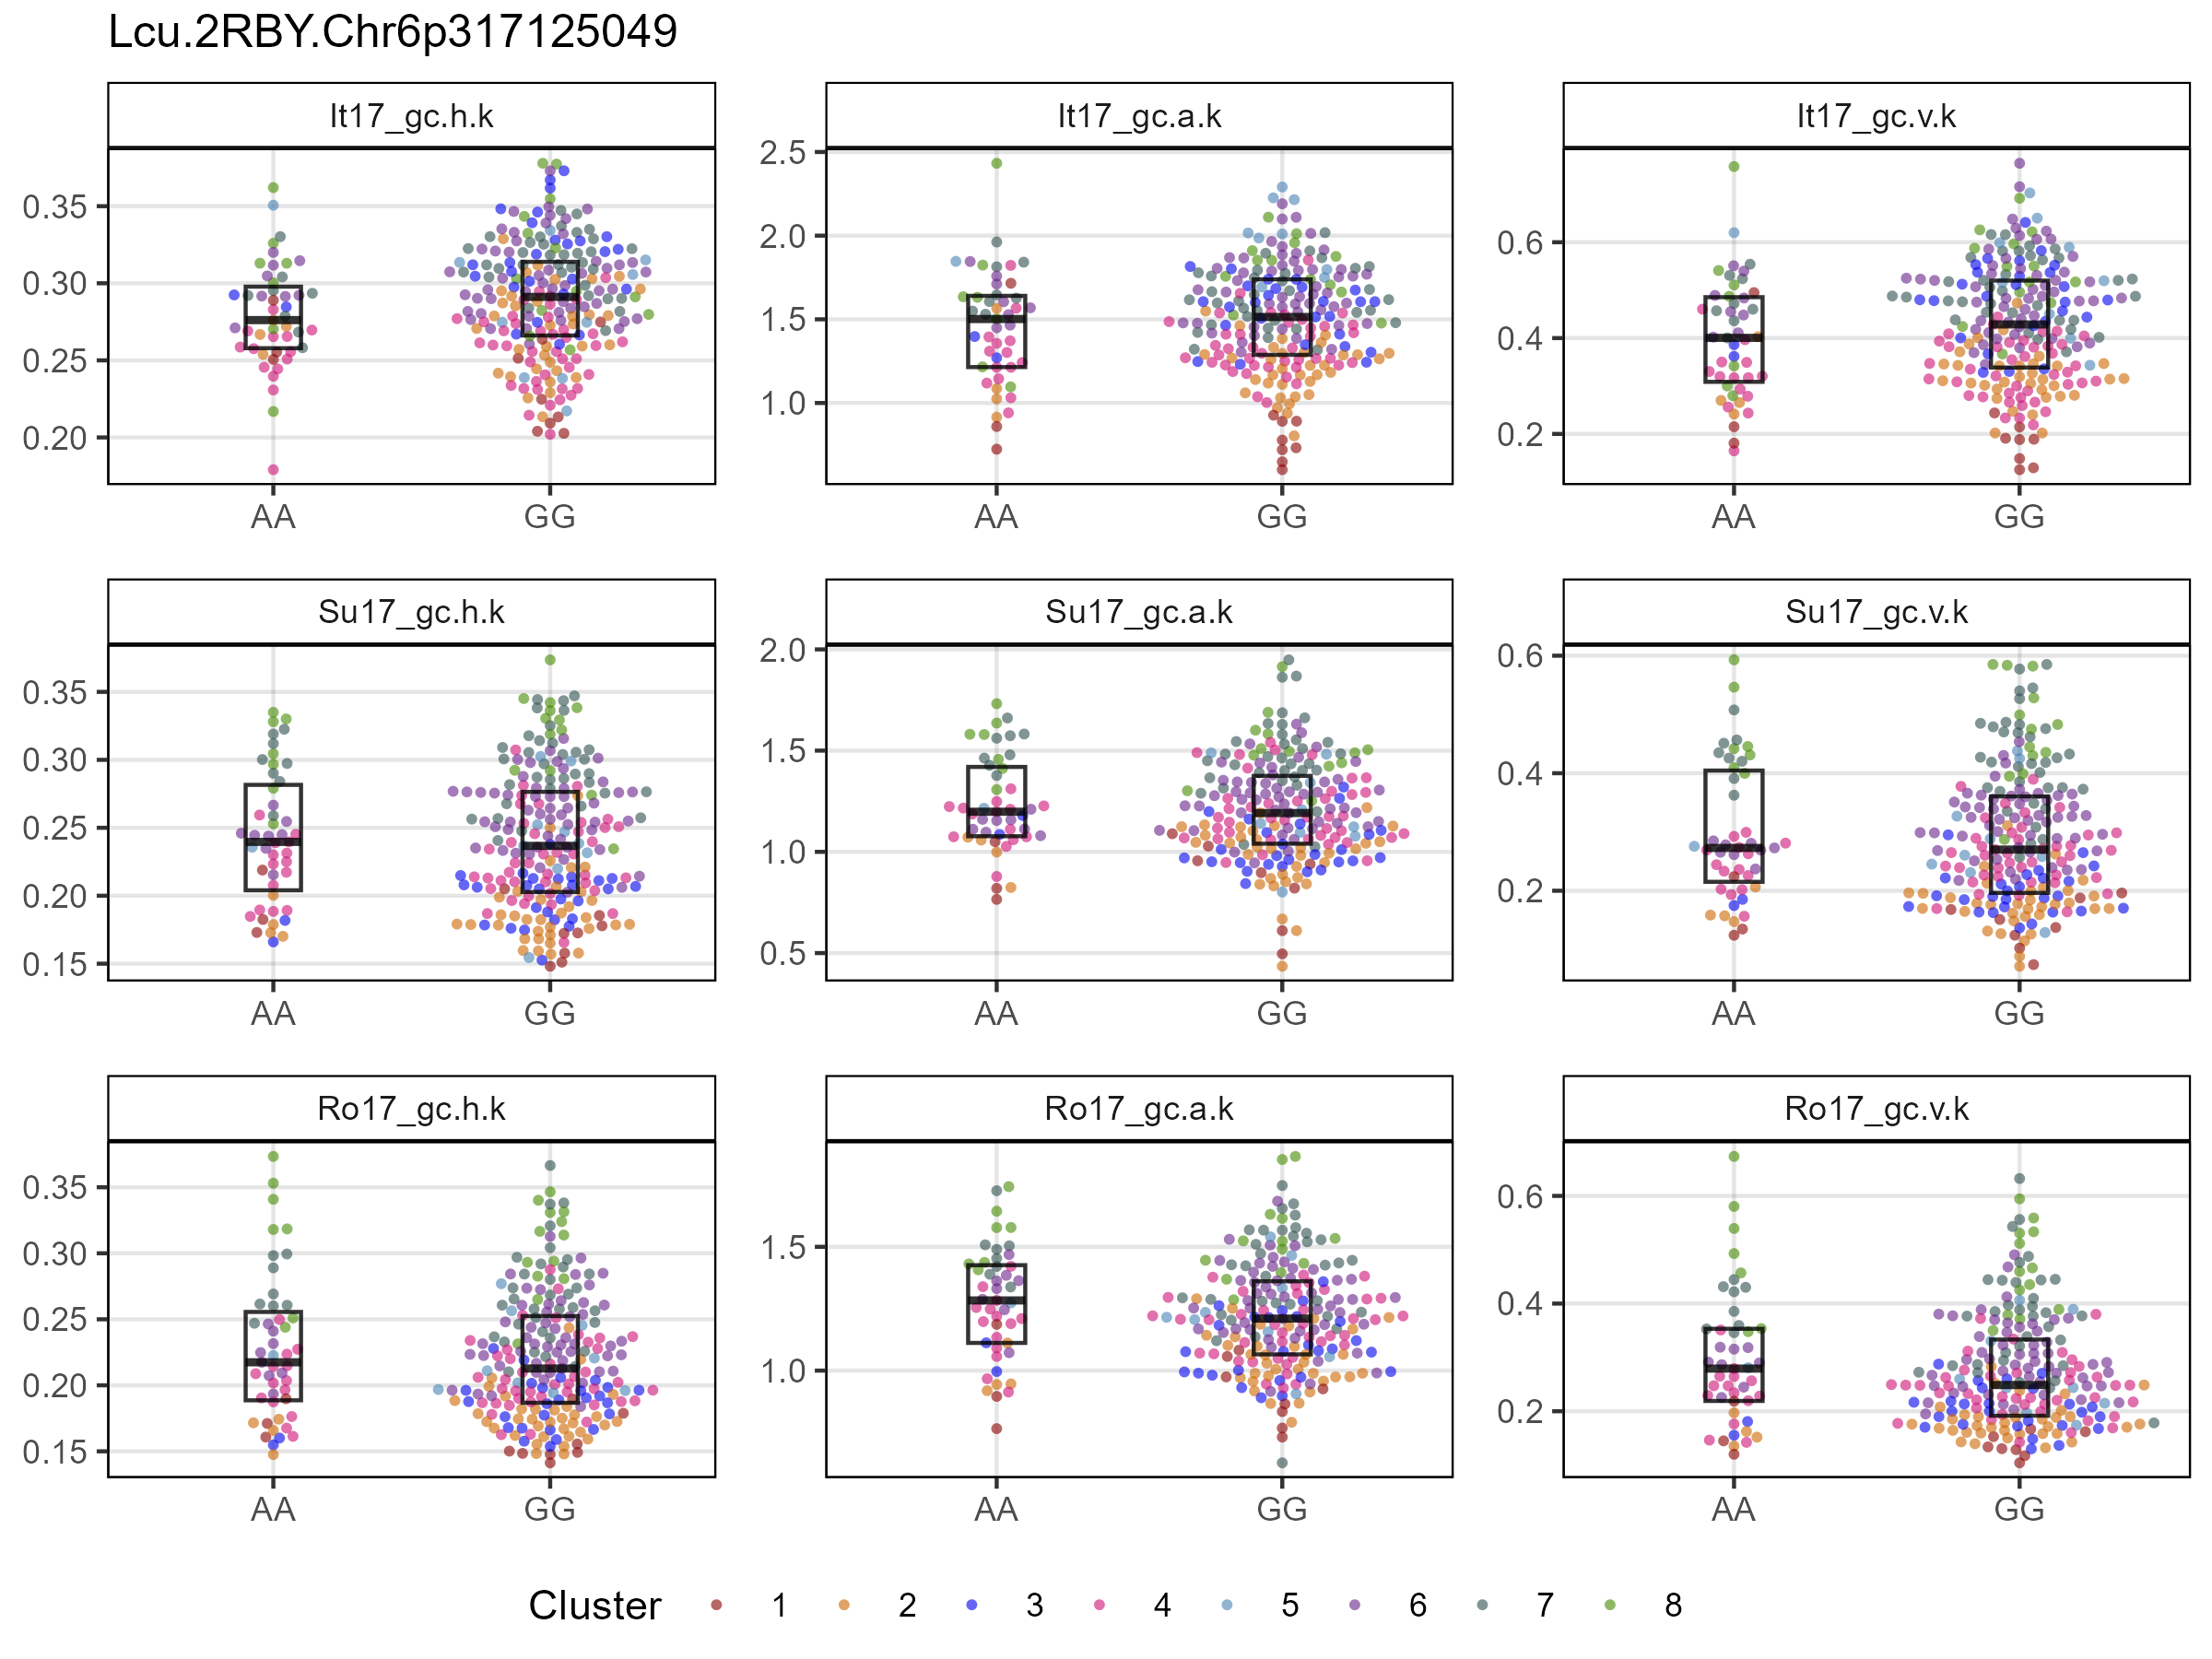 Lcu.2RBY.Chr6p317125049
It17_gc.h.k
It17_gc.a.k
It17_gc.v.k
0.35
0.30
0.25
0.20
2.5
2.0
1.5
1.0
0.6
0.4
0.2
AA
GG
AA
GG
AA
GG
Su17_gc.h.k
Su17_gc.a.k
Su17_gc.v.k
0.35
0.30
0.25
0.20
0.15
2.0
1.5
1.0
0.5
0.6
0.4
0.2
AA
GG
AA
GG
AA
GG
Ro17_gc.h.k
Ro17_gc.a.k
Ro17_gc.v.k
0.35
0.30
0.25
0.20
0.15
1.5
1.0
0.6
0.4
0.2
AA
GG
AA
GG
AA
GG
Cluster 1 2 3 4 5 6 7 8